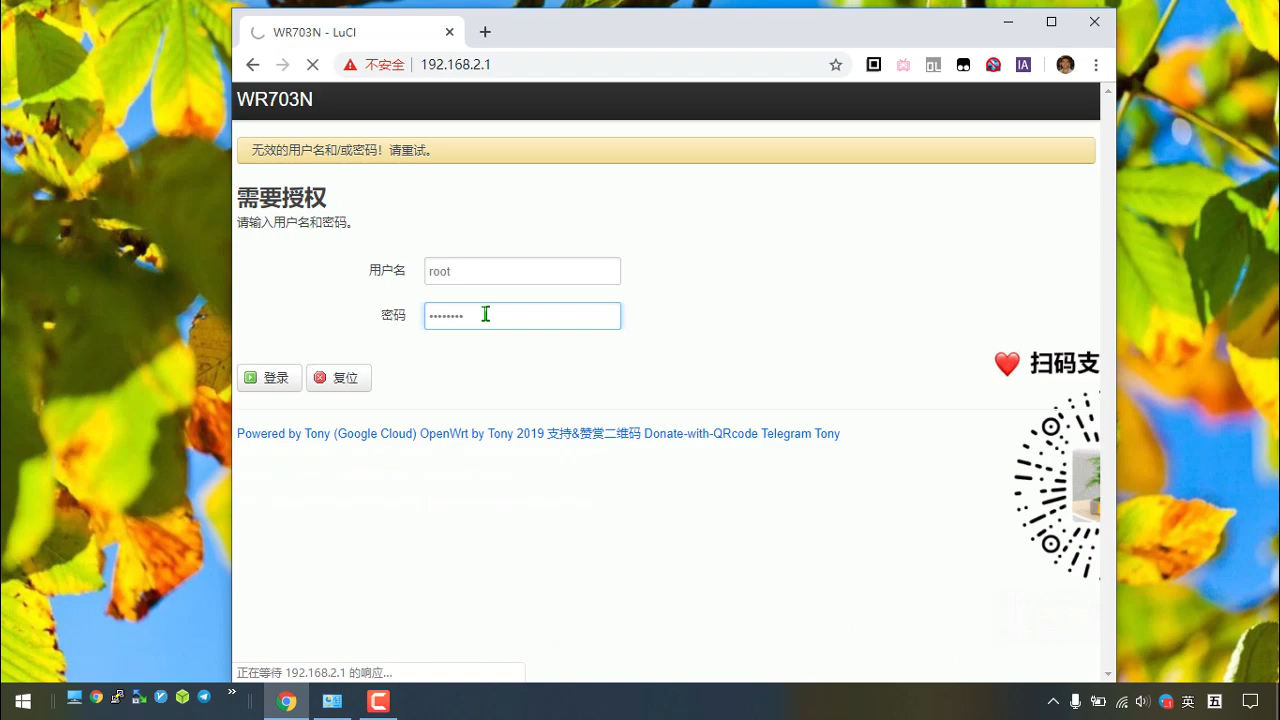 WR703N - LuCI
不安全 192.168.2.1
WR703N
无效的用户名和/或密码！请重试。
需要授权
请输入用户名和密码。
用户名 root
密码 ••••••••
❤️ 扫码支
登录 复位
Powered by Tony (Google Cloud) OpenWrt by Tony 2019 支持&赞赏二维码 Donate-with-QRcode Telegram Tony
正在等待 192.168.2.1 的响应...
英 五